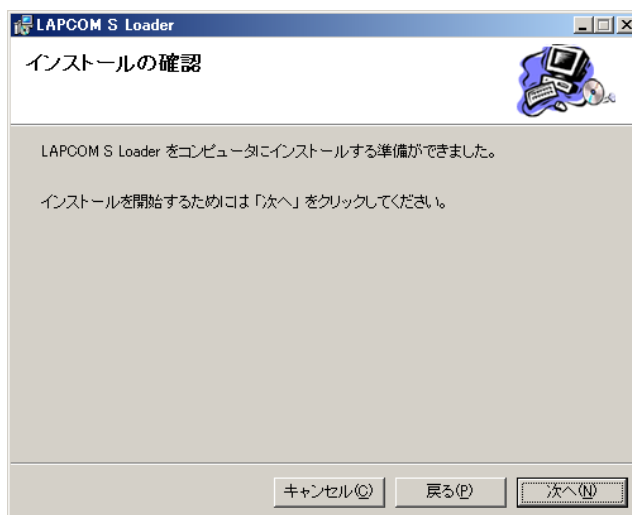 LAPCOM S Loader
インストールの確認
LAPCOM S Loader をコンピュータにインストールする準備ができました。
インストールを開始するためには「次へ」をクリックしてください。
キャンセル(C) 戻る(P) 次へ(N)